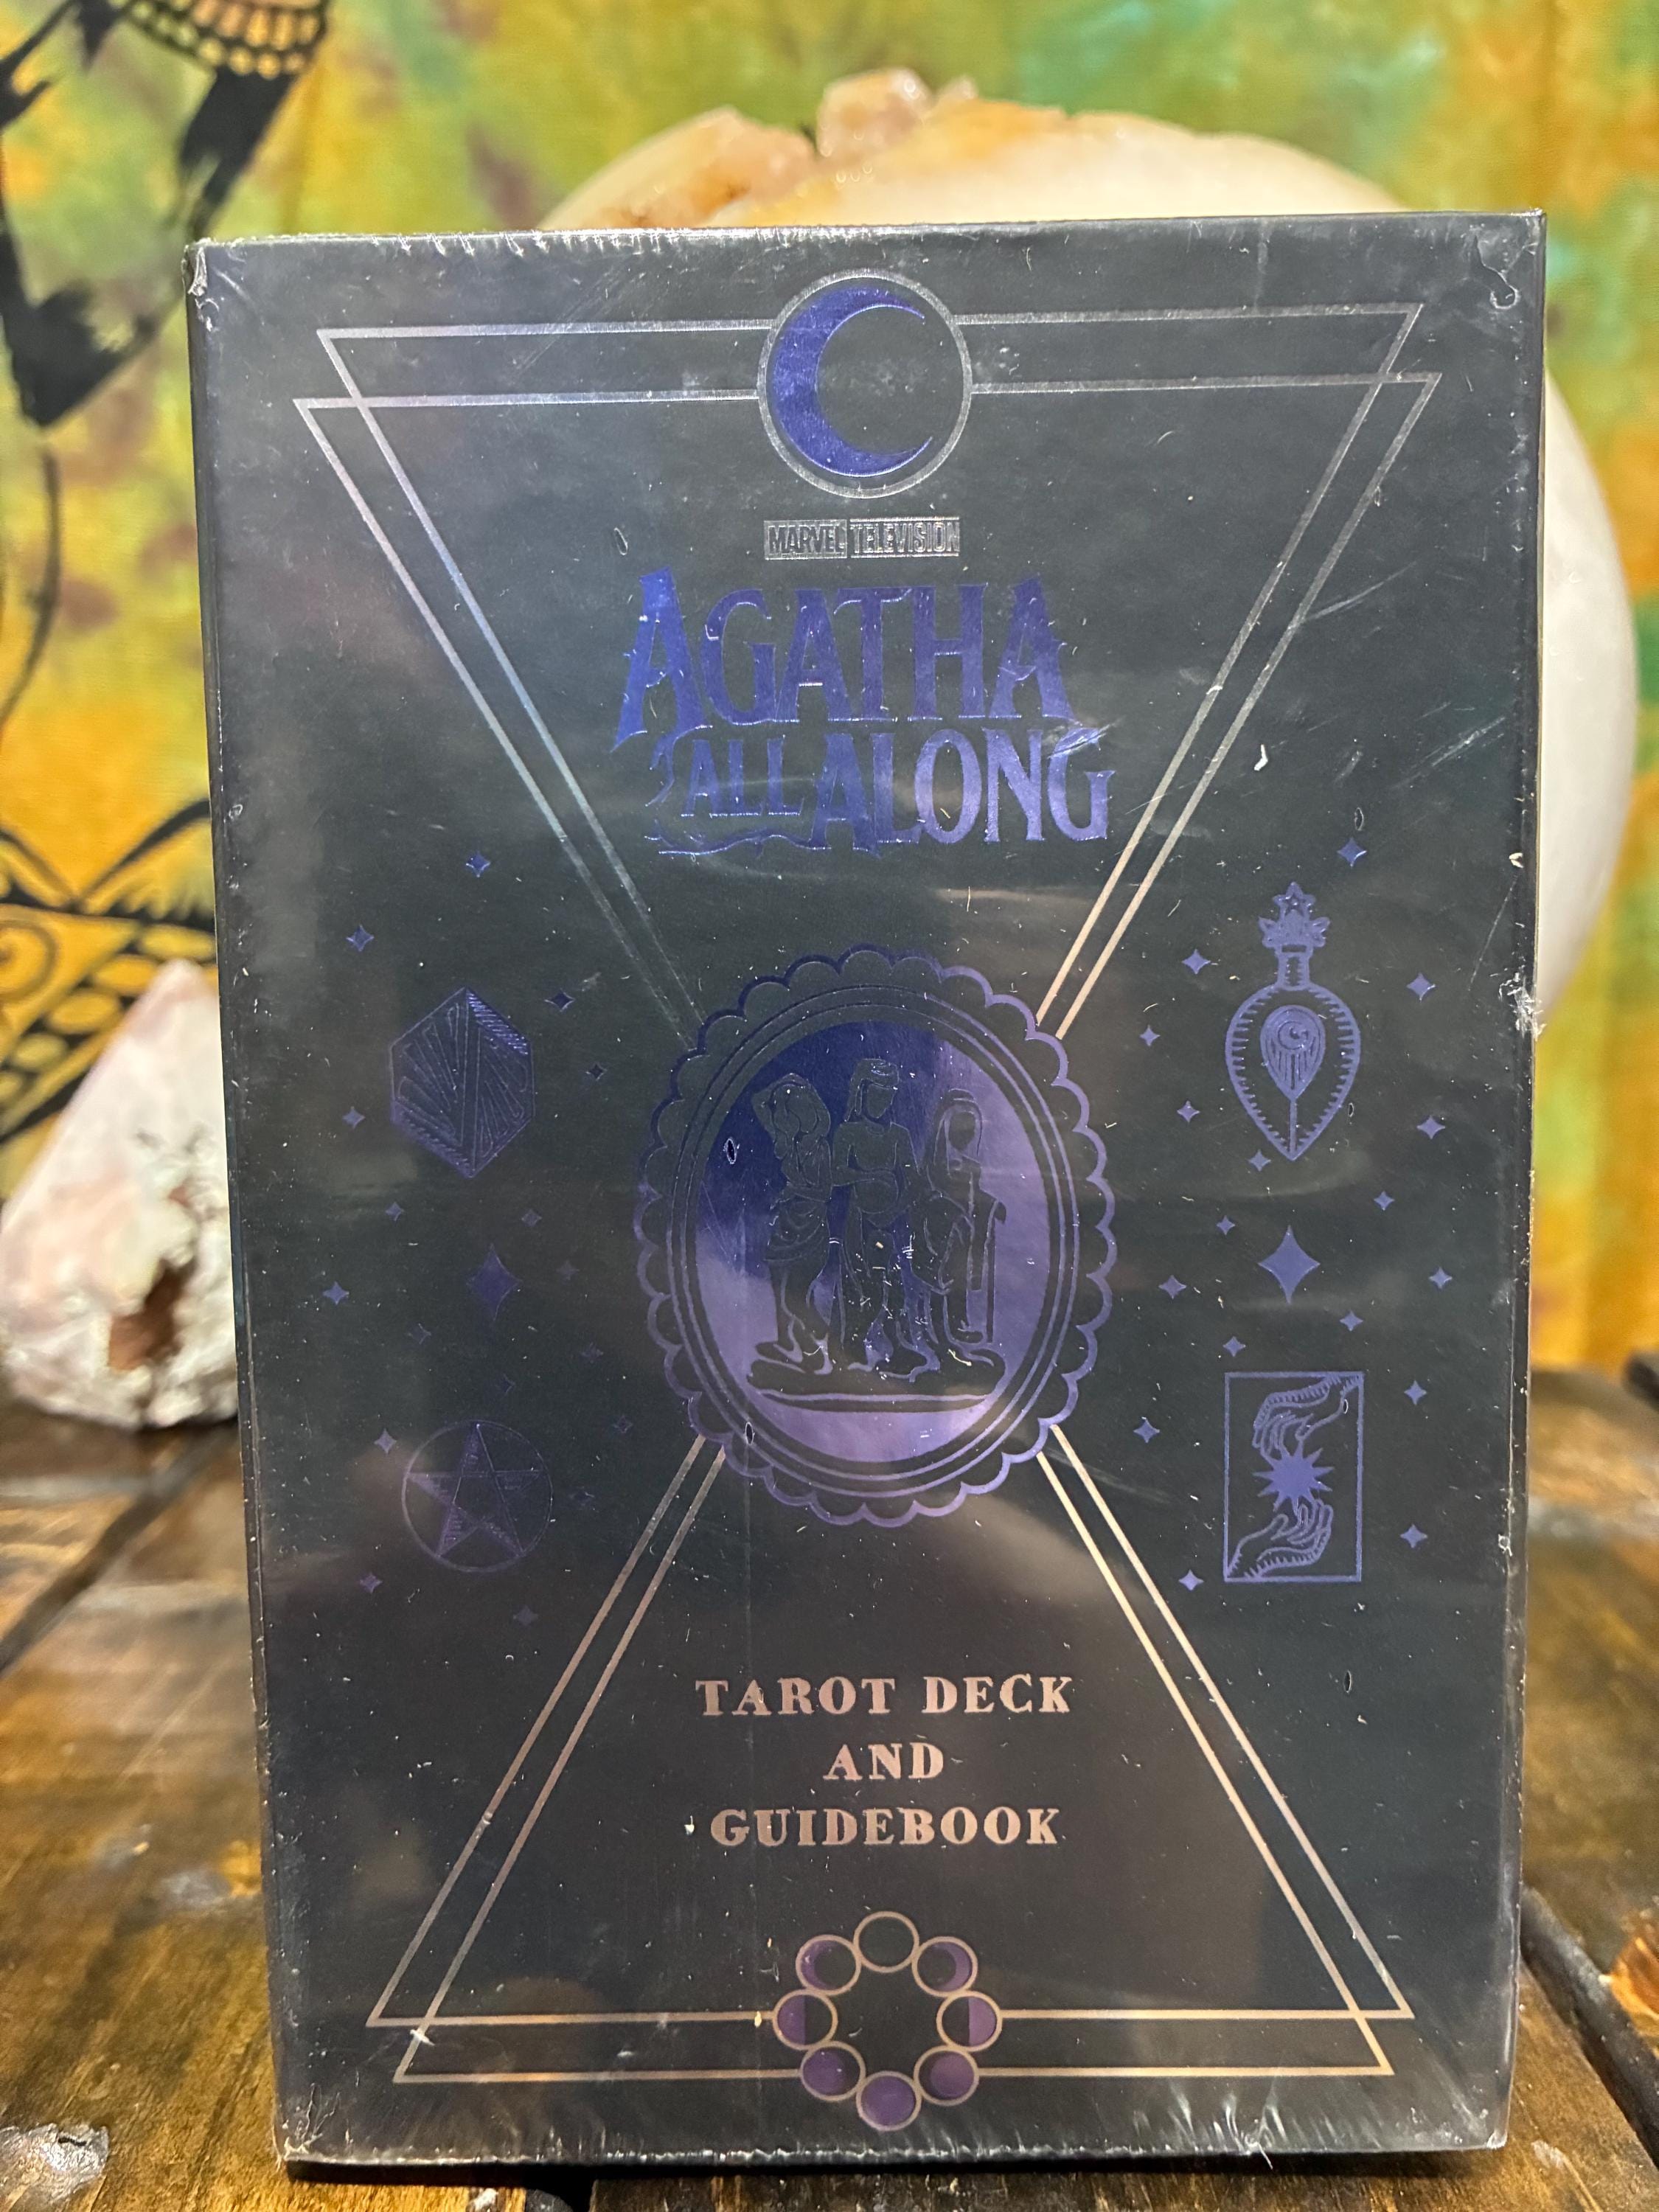 MARVEL TELEVISION
AGATHA
ALL ALONG
TAROT DECK
AND
GUIDEBOOK